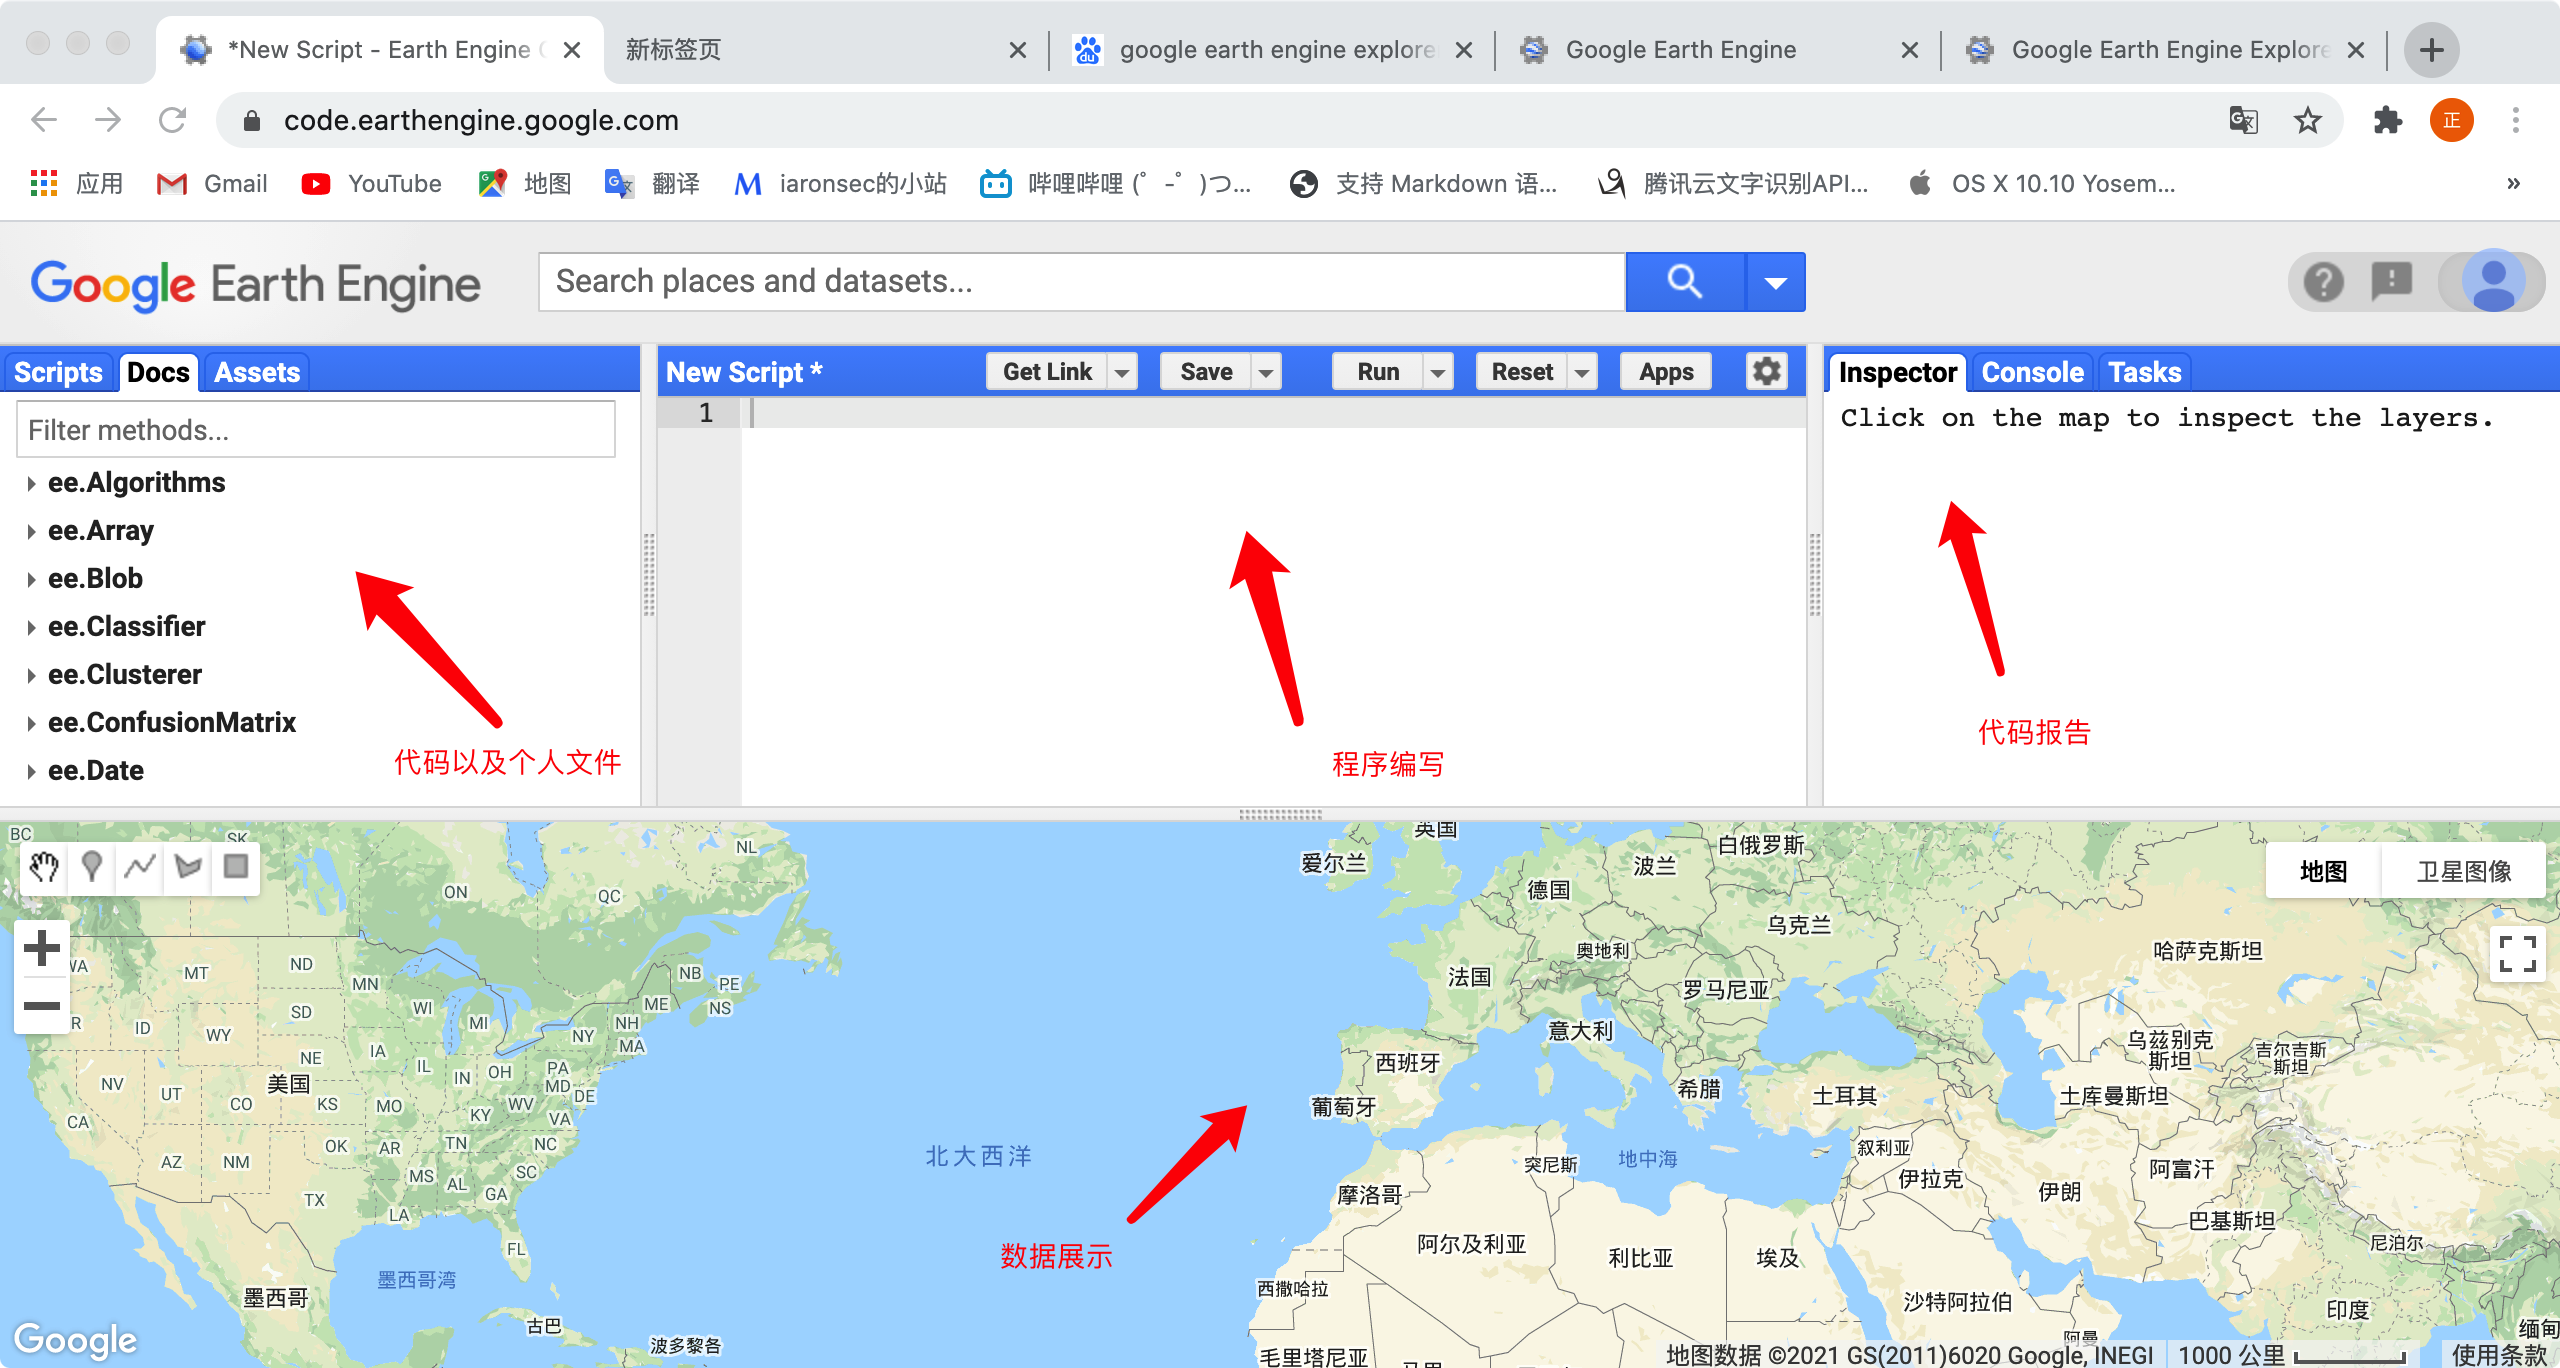 *New Script - Earth Engine
新标签页
google earth engine explore
Google Earth Engine
Google Earth Engine Explore
code.earthengine.google.com
正
应用
Gmail
YouTube
地图
翻译
iaronsec的小站
哔哩哔哩 (゜-゜)つ...
支持 Markdown 语...
腾讯云文字识别API...
OS X 10.10 Yosem...
»
Google Earth Engine
Search places and datasets...
Scripts
Docs
Assets
New Script *
Get Link
Save
Run
Reset
Apps
Inspector
Console
Tasks
Filter methods...
1
Click on the map to inspect the layers.
ee.Algorithms
ee.Array
ee.Blob
ee.Classifier
ee.Clusterer
ee.ConfusionMatrix
ee.Date
代码以及个人文件
程序编写
代码报告
BC
SK
NL
英国
爱尔兰
白俄罗斯
波兰
地图
卫星图像
ON
QC
德国
乌克兰
奥地利
哈萨克斯坦
WA
MT
ND
MN
NB
PE
法国
罗马尼亚
SD
WI
ME
NS
ID
WY
MI
NH
NY
MA
意大利
乌兹别克
斯坦
吉尔吉斯
斯坦
NE
IA
IL
IN
OH
PA
MD
DE
西班牙
希腊
土耳其
土库曼斯坦
NV
UT
CO
美国
KS
MO
KY
WV
VA
葡萄牙
CA
OK
AR
TN
NC
北大西洋
突尼斯
地中海
叙利亚
伊拉克
伊朗
阿富汗
AZ
NM
MS
AL
GA
SC
摩洛哥
TX
LA
巴基斯坦
尼泊尔
FL
数据展示
阿尔及利亚
利比亚
埃及
墨西哥湾
墨西哥
西撒哈拉
沙特阿拉伯
印度
缅甸
古巴
波多黎各
阿曼
毛里塔尼亚
马里
Google
地图数据 ©2021 GS(2011)6020 Google, INEGI
1000 公里
使用条款